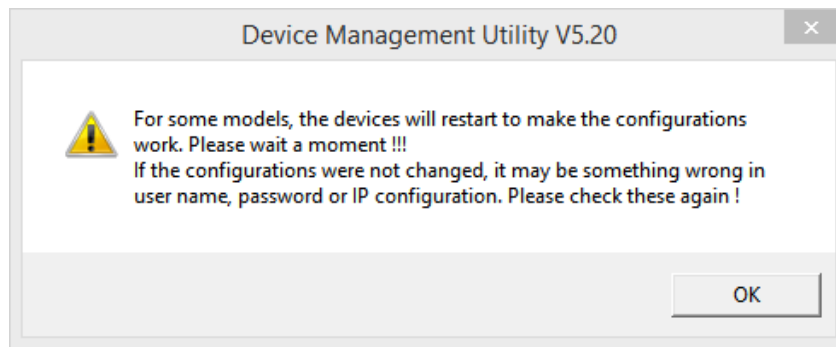 Device Management Utility V5.20
For some models, the devices will restart to make the configurations
work. Please wait a moment !!!
If the configurations were not changed, it may be something wrong in
user name, password or IP configuration. Please check these again !
OK